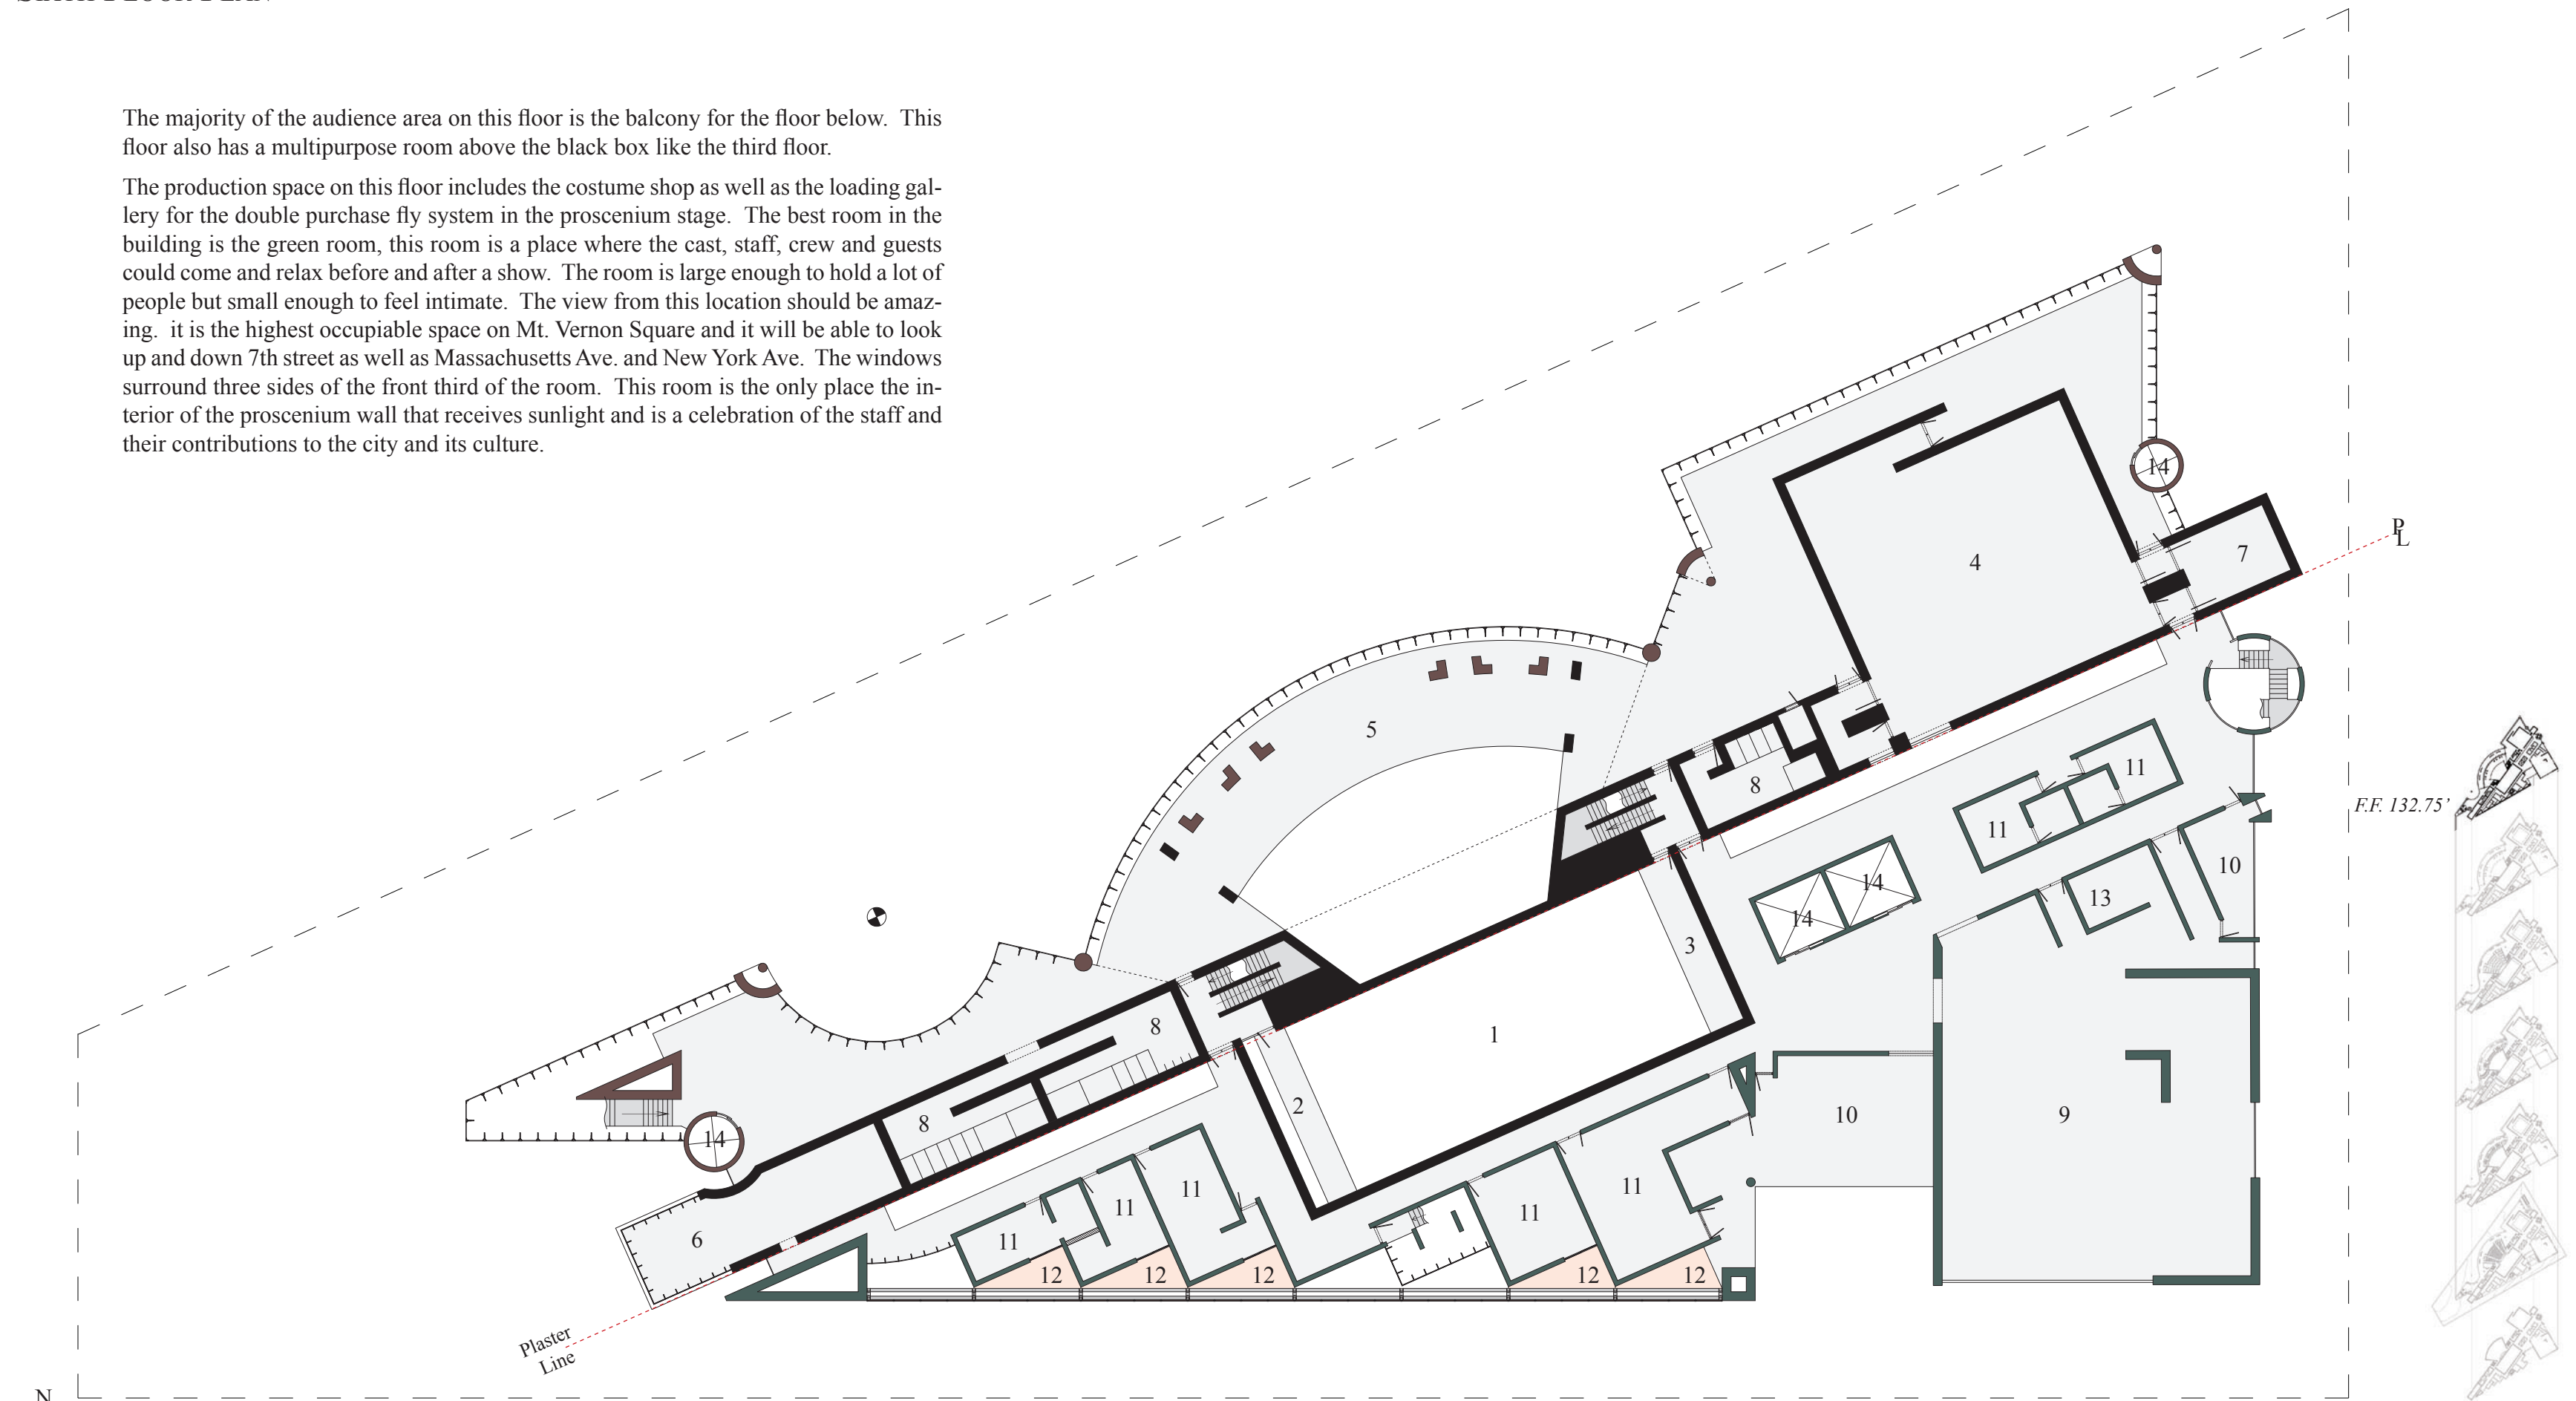 The majority of the audience area on this floor is the balcony for the floor below. This
floor also has a multipurpose room above the black box like the third floor.
The production space on this floor includes the costume shop as well as the loading gal-
lery for the double purchase fly system in the proscenium stage. The best room in the
building is the green room, this room is a place where the cast, staff, crew and guests
could come and relax before and after a show. The room is large enough to hold a lot of
people but small enough to feel intimate. The view from this location should be amaz-
ing. it is the highest occupiable space on Mt. Vernon Square and it will be able to look
up and down 7th street as well as Massachusetts Ave. and New York Ave. The windows
surround three sides of the front third of the room. This room is the only place the in-
terior of the proscenium wall that receives sunlight and is a celebration of the staff and
their contributions to the city and its culture.
14
PL
7
4
5
11
8
F.F. 132.75’
11
10
14
13
14
3
8
1
2
10
9
8
14
11
11
11
11
11
6
12
12
12
12
12
Plaster
Line
N